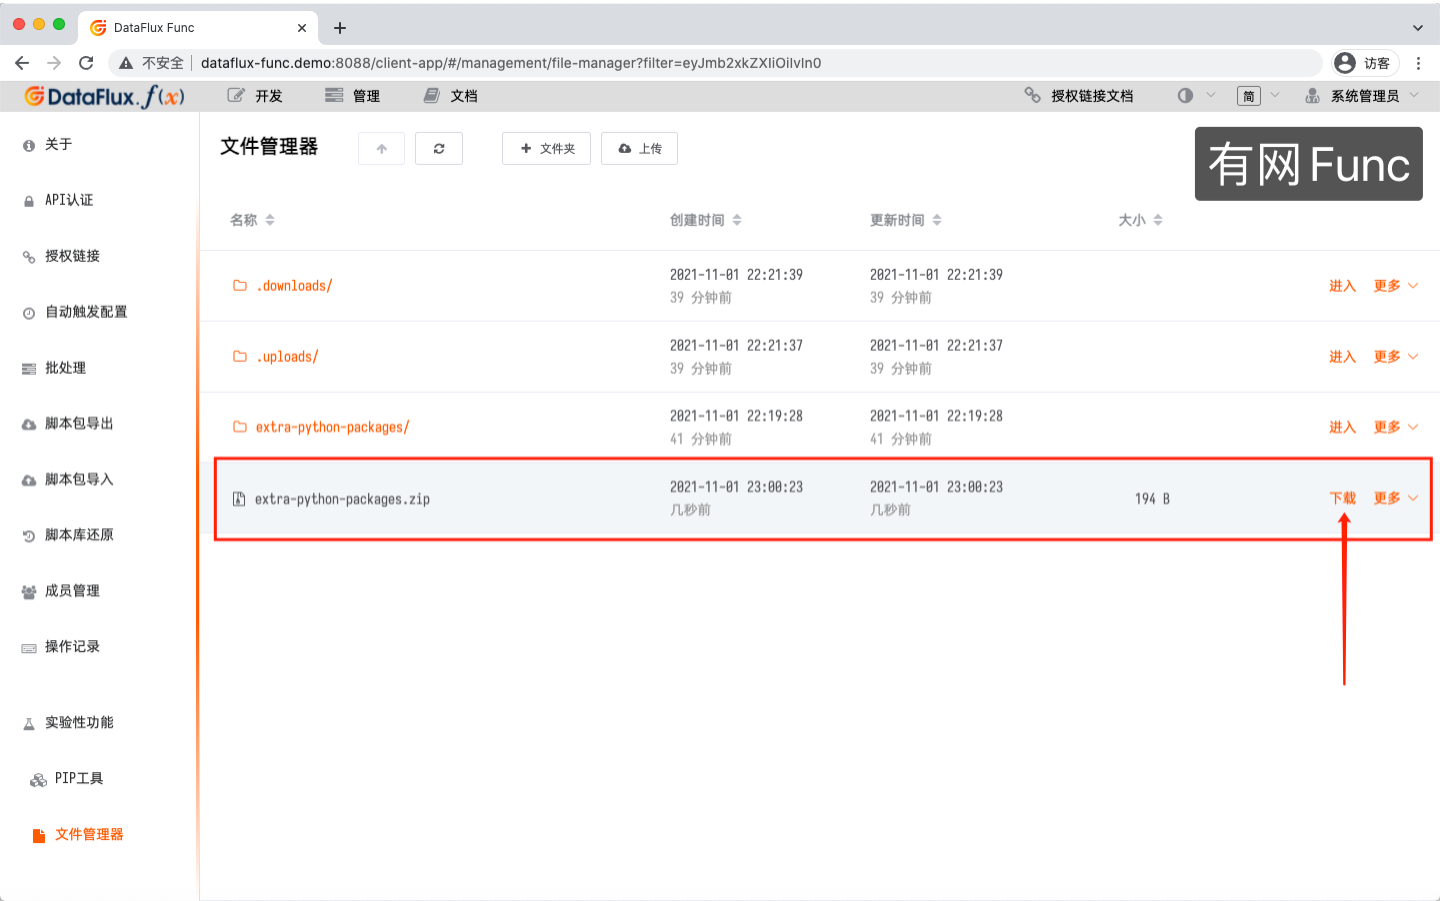 DataFlux Func
不安全
dataflux-func.demo:8088/client-app/#/management/file-manager?filter=eyJmb2xkZXIiOiIvIn0
访客
DataFlux.f(x)
开发
管理
文档
授权链接文档
简
系统管理员
关于
API认证
授权链接
自动触发配置
批处理
脚本包导出
脚本包导入
脚本库还原
成员管理
操作记录
实验性功能
PIP工具
文件管理器
文件管理器
文件夹
上传
有网Func
名称
创建时间
更新时间
大小
.downloads/
2021-11-01 22:21:39
39 分钟前
2021-11-01 22:21:39
39 分钟前
进入
更多
.uploads/
2021-11-01 22:21:37
39 分钟前
2021-11-01 22:21:37
39 分钟前
进入
更多
extra-python-packages/
2021-11-01 22:19:28
41 分钟前
2021-11-01 22:19:28
41 分钟前
进入
更多
extra-python-packages.zip
2021-11-01 23:00:23
几秒前
2021-11-01 23:00:23
几秒前
194 B
下载
更多